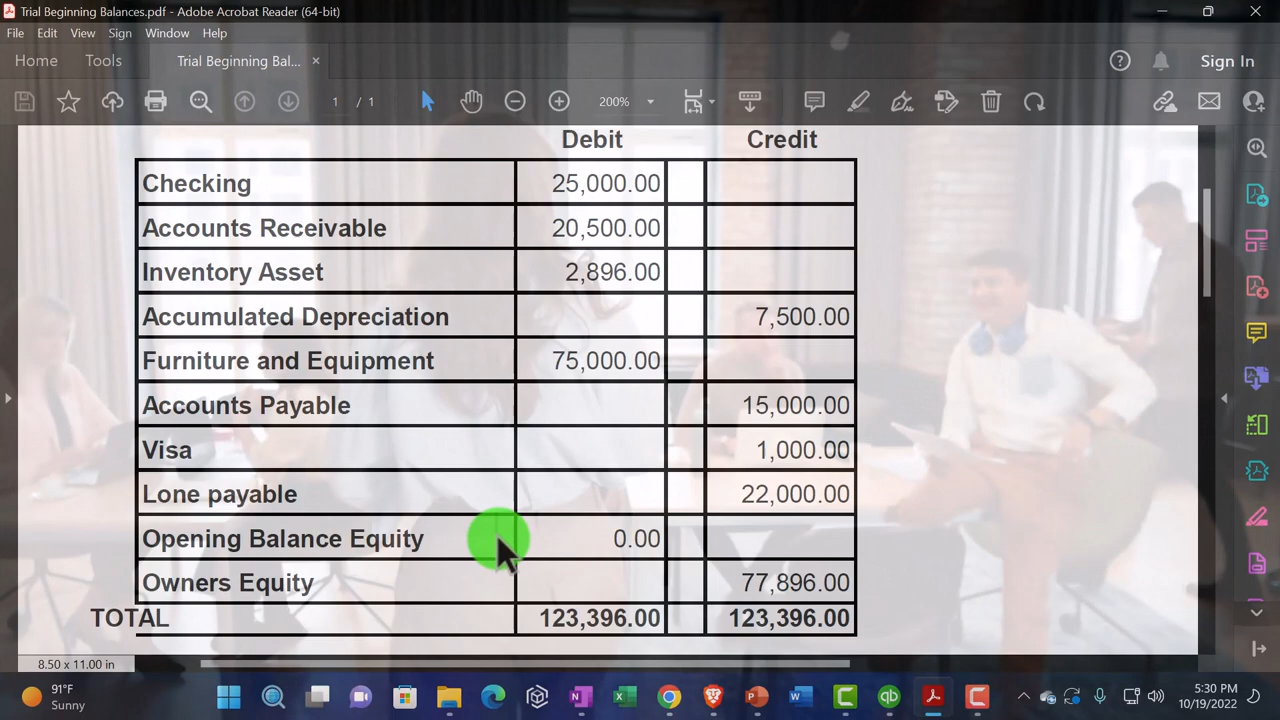 Trial Beginning Balances.pdf - Adobe Acrobat Reader (64-bit)
File Edit View Sign Window Help
Home Tools Trial Beginning Bal... × Sign In
1 / 1 200%
Debit Credit
Checking 25,000.00
Accounts Receivable 20,500.00
Inventory Asset 2,896.00
Accumulated Depreciation 7,500.00
Furniture and Equipment 75,000.00
Accounts Payable 15,000.00
Visa 1,000.00
Lone payable 22,000.00
Opening Balance Equity 0.00
Owners Equity 77,896.00
TOTAL 123,396.00 123,396.00
8.50 x 11.00 in
91°F
Sunny
5:30 PM
10/19/2022